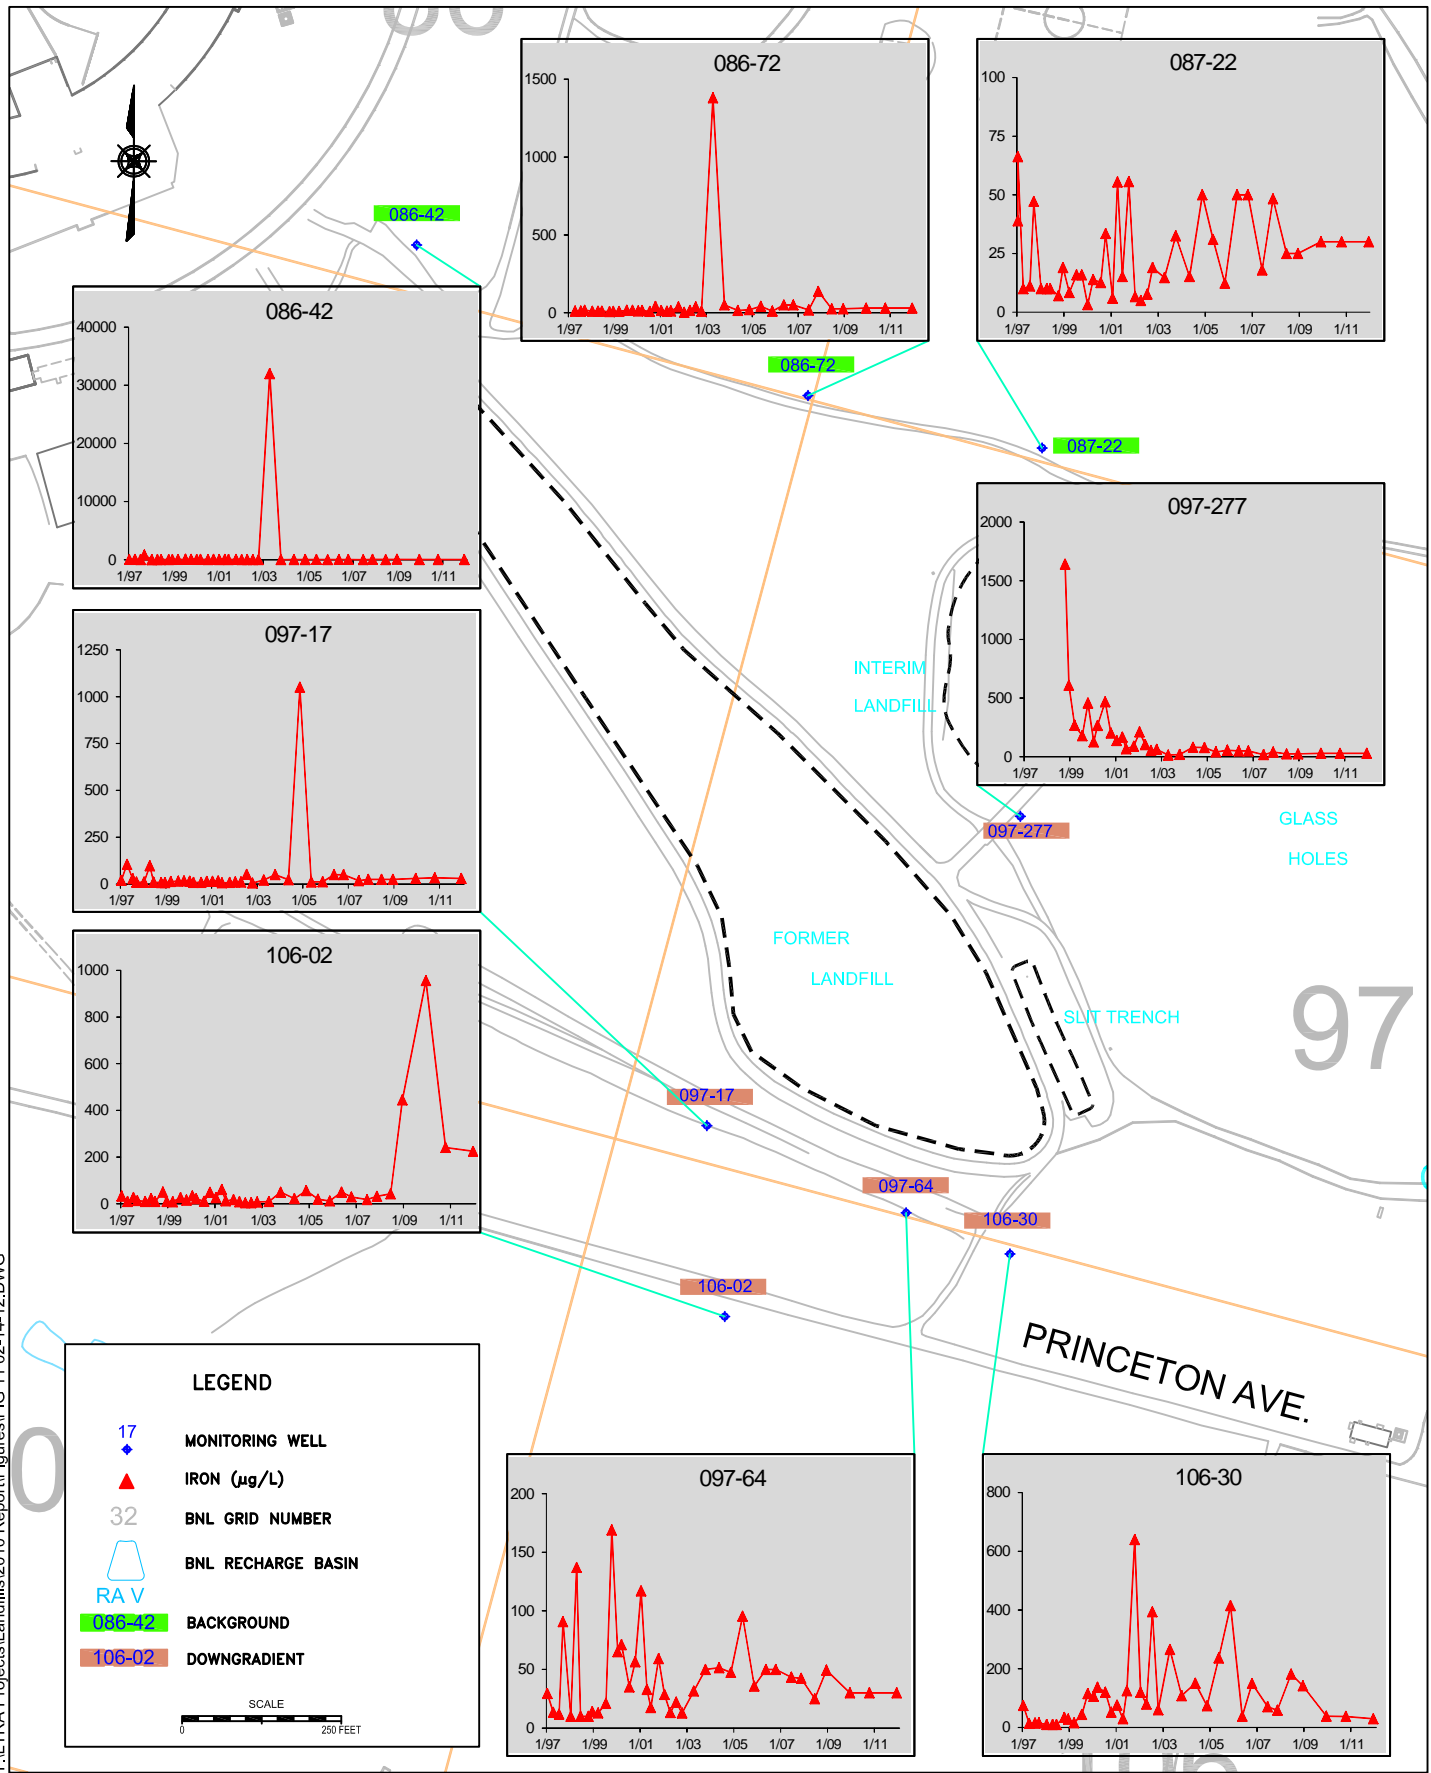 086-72
1500
1000
500
0
1/97 1/99 1/01 1/03 1/05 1/07 1/09 1/11
087-22
100
75
50
25
0
1/97 1/99 1/01 1/03 1/05 1/07 1/09 1/11
086-42
086-42
40000
30000
20000
10000
0
1/97 1/99 1/01 1/03 1/05 1/07 1/09 1/11
086-72
087-22
097-277
2000
1500
1000
500
0
1/97 1/99 1/01 1/03 1/05 1/07 1/09 1/11
097-17
1250
1000
750
500
250
0
1/97 1/99 1/01 1/03 1/05 1/07 1/09 1/11
INTERIM
LANDFILL
097-277
GLASS
HOLES
106-02
1000
800
600
400
200
0
1/97 1/99 1/01 1/03 1/05 1/07 1/09 1/11
FORMER
LANDFILL
SLIT TRENCH
97
097-17
097-64
106-30
106-02
PRINCETON AVE.
LEGEND
17
MONITORING WELL
IRON (µg/L)
32
BNL GRID NUMBER
BNL RECHARGE BASIN
RA V
086-42
BACKGROUND
106-02
DOWNGRADIENT
SCALE
0 250 FEET
097-64
200
150
100
50
0
1/97 1/99 1/01 1/03 1/05 1/07 1/09 1/11
106-30
800
600
400
200
0
1/97 1/99 1/01 1/03 1/05 1/07 1/09 1/11